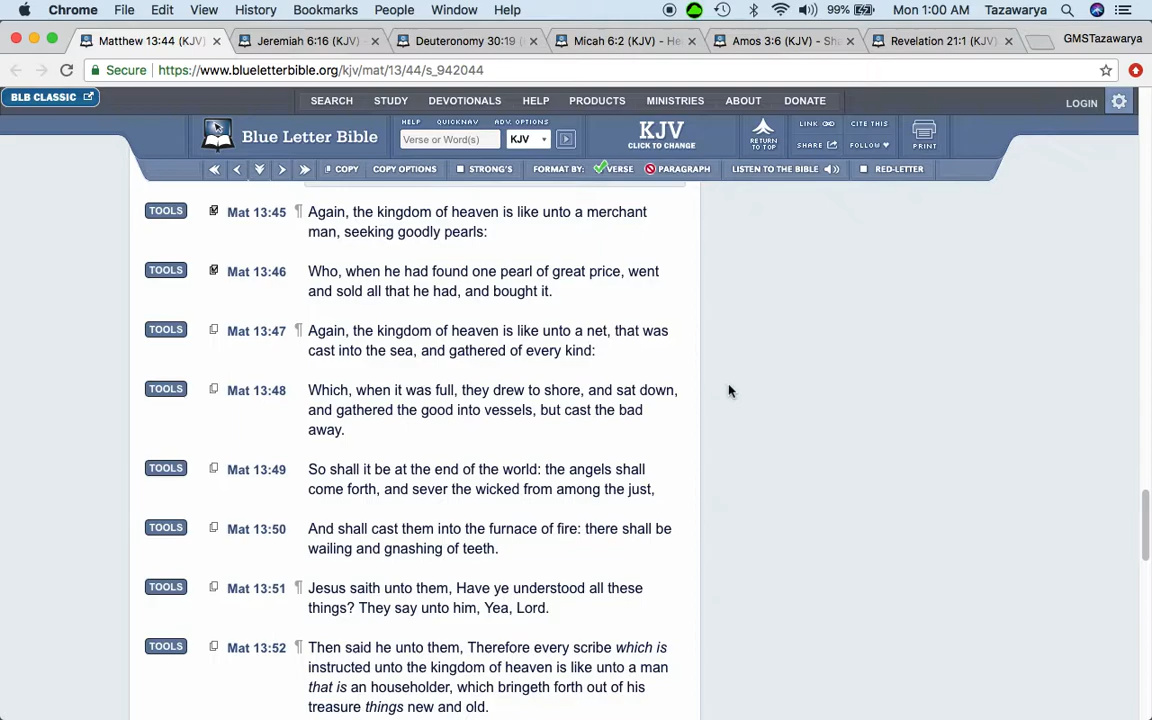 Chrome File Edit View History Bookmarks People Window Help 99% Mon 1:00 AM Tazawarya
Matthew 13:44 (KJV) Jeremiah 6:16 (KJV) - Deuteronomy 30:19 Micah 6:2 (KJV) - He Amos 3:6 (KJV) - Sha Revelation 21:1 (KJV) GMSTazawarya
Secure https://www.blueletterbible.org/kjv/mat/13/44/s_942044
BLB CLASSIC
SEARCH STUDY DEVOTIONALS HELP PRODUCTS MINISTRIES ABOUT DONATE LOGIN
HELP QUICKNAV ADV. OPTIONS
Blue Letter Bible Verse or Word(s) KJV
KJV
CLICK TO CHANGE
RETURN
TO TOP
LINK CITE THIS
SHARE FOLLOW
PRINT
COPY COPY OPTIONS STRONG'S FORMAT BY: VERSE PARAGRAPH LISTEN TO THE BIBLE RED-LETTER
TOOLS Mat 13:45 ¶ Again, the kingdom of heaven is like unto a merchant
man, seeking goodly pearls:
TOOLS Mat 13:46 Who, when he had found one pearl of great price, went
and sold all that he had, and bought it.
TOOLS Mat 13:47 ¶ Again, the kingdom of heaven is like unto a net, that was
cast into the sea, and gathered of every kind:
TOOLS Mat 13:48 Which, when it was full, they drew to shore, and sat down,
and gathered the good into vessels, but cast the bad
away.
TOOLS Mat 13:49 So shall it be at the end of the world: the angels shall
come forth, and sever the wicked from among the just,
TOOLS Mat 13:50 And shall cast them into the furnace of fire: there shall be
wailing and gnashing of teeth.
TOOLS Mat 13:51 ¶ Jesus saith unto them, Have ye understood all these
things? They say unto him, Yea, Lord.
TOOLS Mat 13:52 ¶ Then said he unto them, Therefore every scribe which is
instructed unto the kingdom of heaven is like unto a man
that is an householder, which bringeth forth out of his
treasure things new and old.